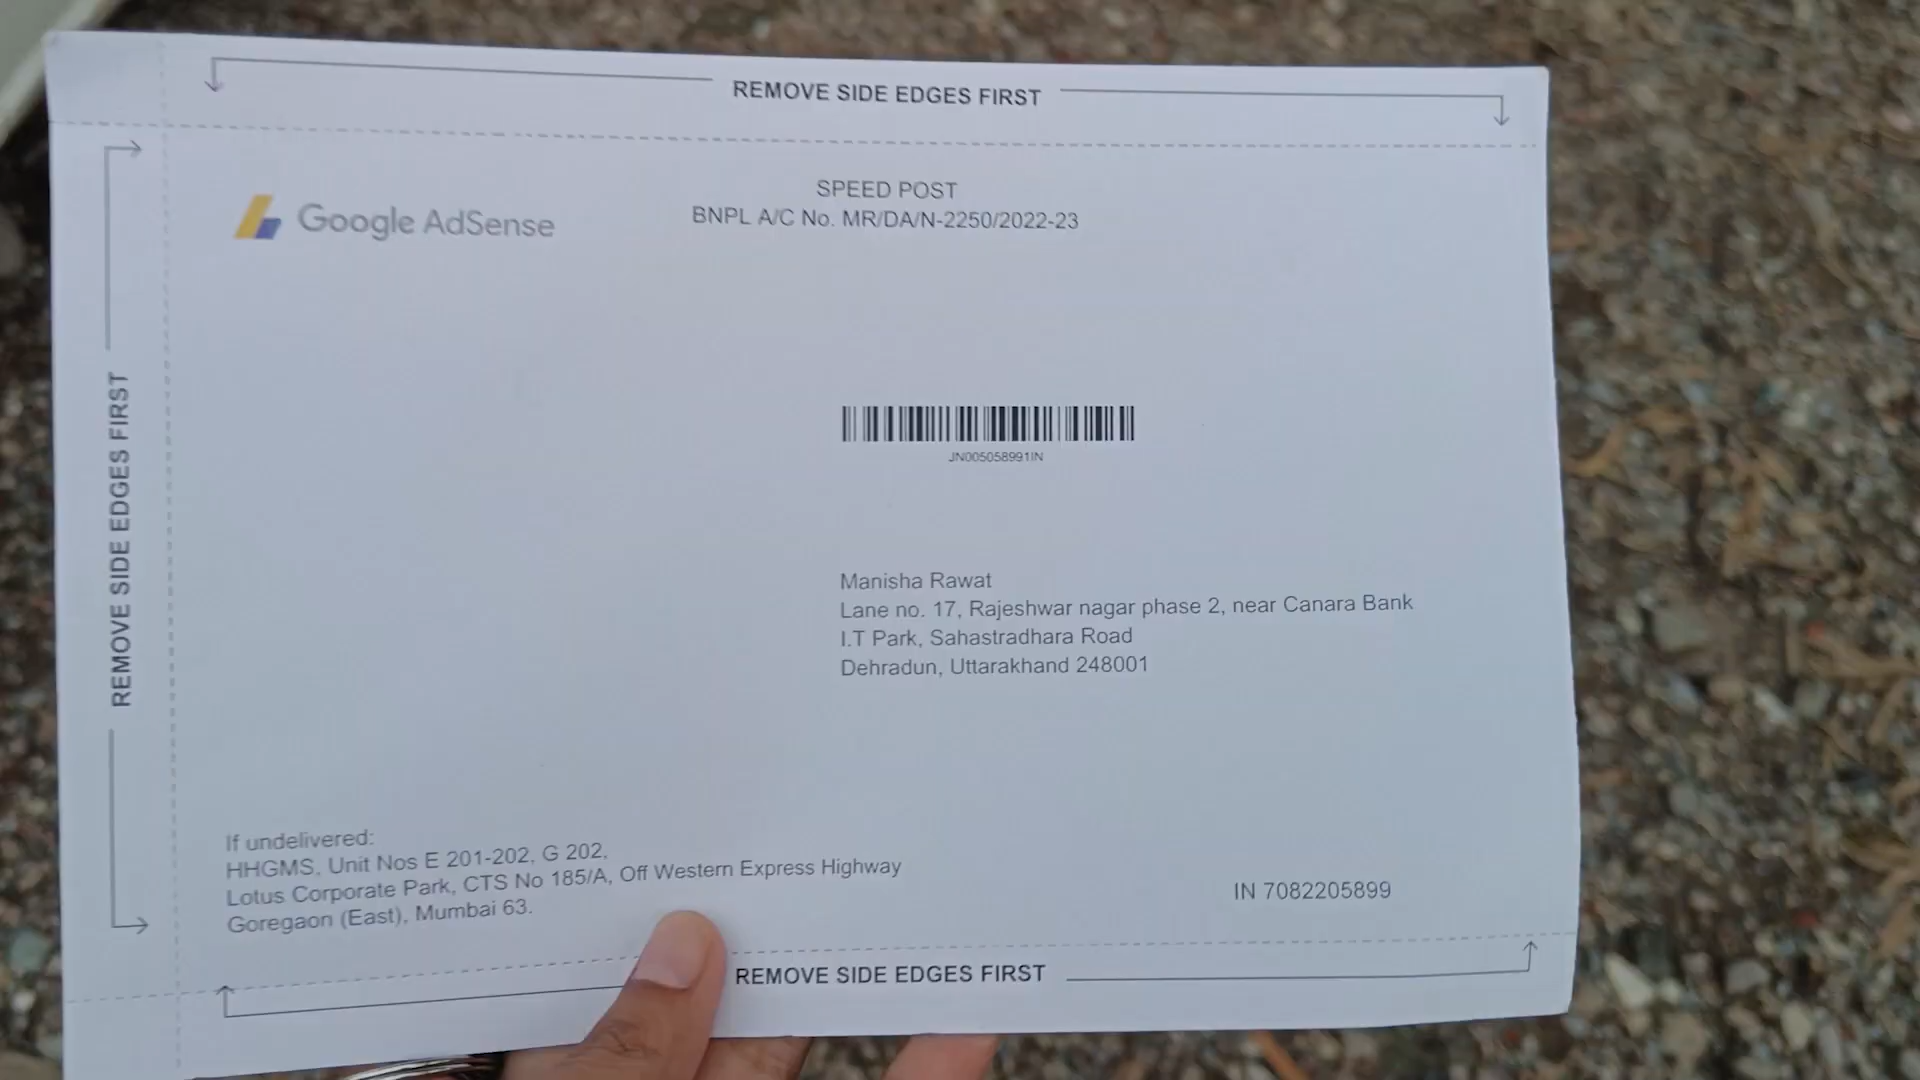 REMOVE SIDE EDGES FIRST
SPEED POST
BNPL A/C No. MR/DA/N-2250/2022-23
Google AdSense
REMOVE SIDE EDGES FIRST
JN005058991IN
Manisha Rawat
Lane no. 17, Rajeshwar nagar phase 2, near Canara Bank
I.T Park, Sahastradhara Road
Dehradun, Uttarakhand 248001
If undelivered:
HHGMS, Unit Nos E 201-202, G 202,
Lotus Corporate Park, CTS No 185/A, Off Western Express Highway
Goregaon (East), Mumbai 63.
IN 7082205899
REMOVE SIDE EDGES FIRST